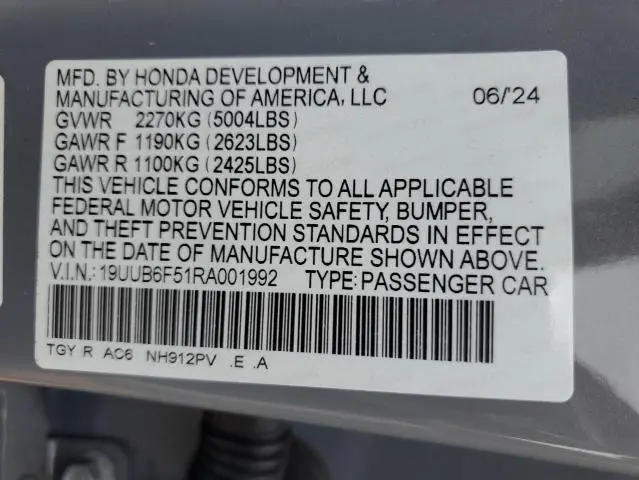 MFD. BY HONDA DEVELOPMENT &
MANUFACTURING OF AMERICA, LLC 06/'24
GVWR 2270KG (5004LBS)
GAWR F 1190KG (2623LBS)
GAWR R 1100KG (2425LBS)
THIS VEHICLE CONFORMS TO ALL APPLICABLE
FEDERAL MOTOR VEHICLE SAFETY, BUMPER,
AND THEFT PREVENTION STANDARDS IN EFFECT
ON THE DATE OF MANUFACTURE SHOWN ABOVE.
V.I.N.: 19UUB6F51RA001992 TYPE: PASSENGER CAR
TGY R AC6 NH912PV .E .A